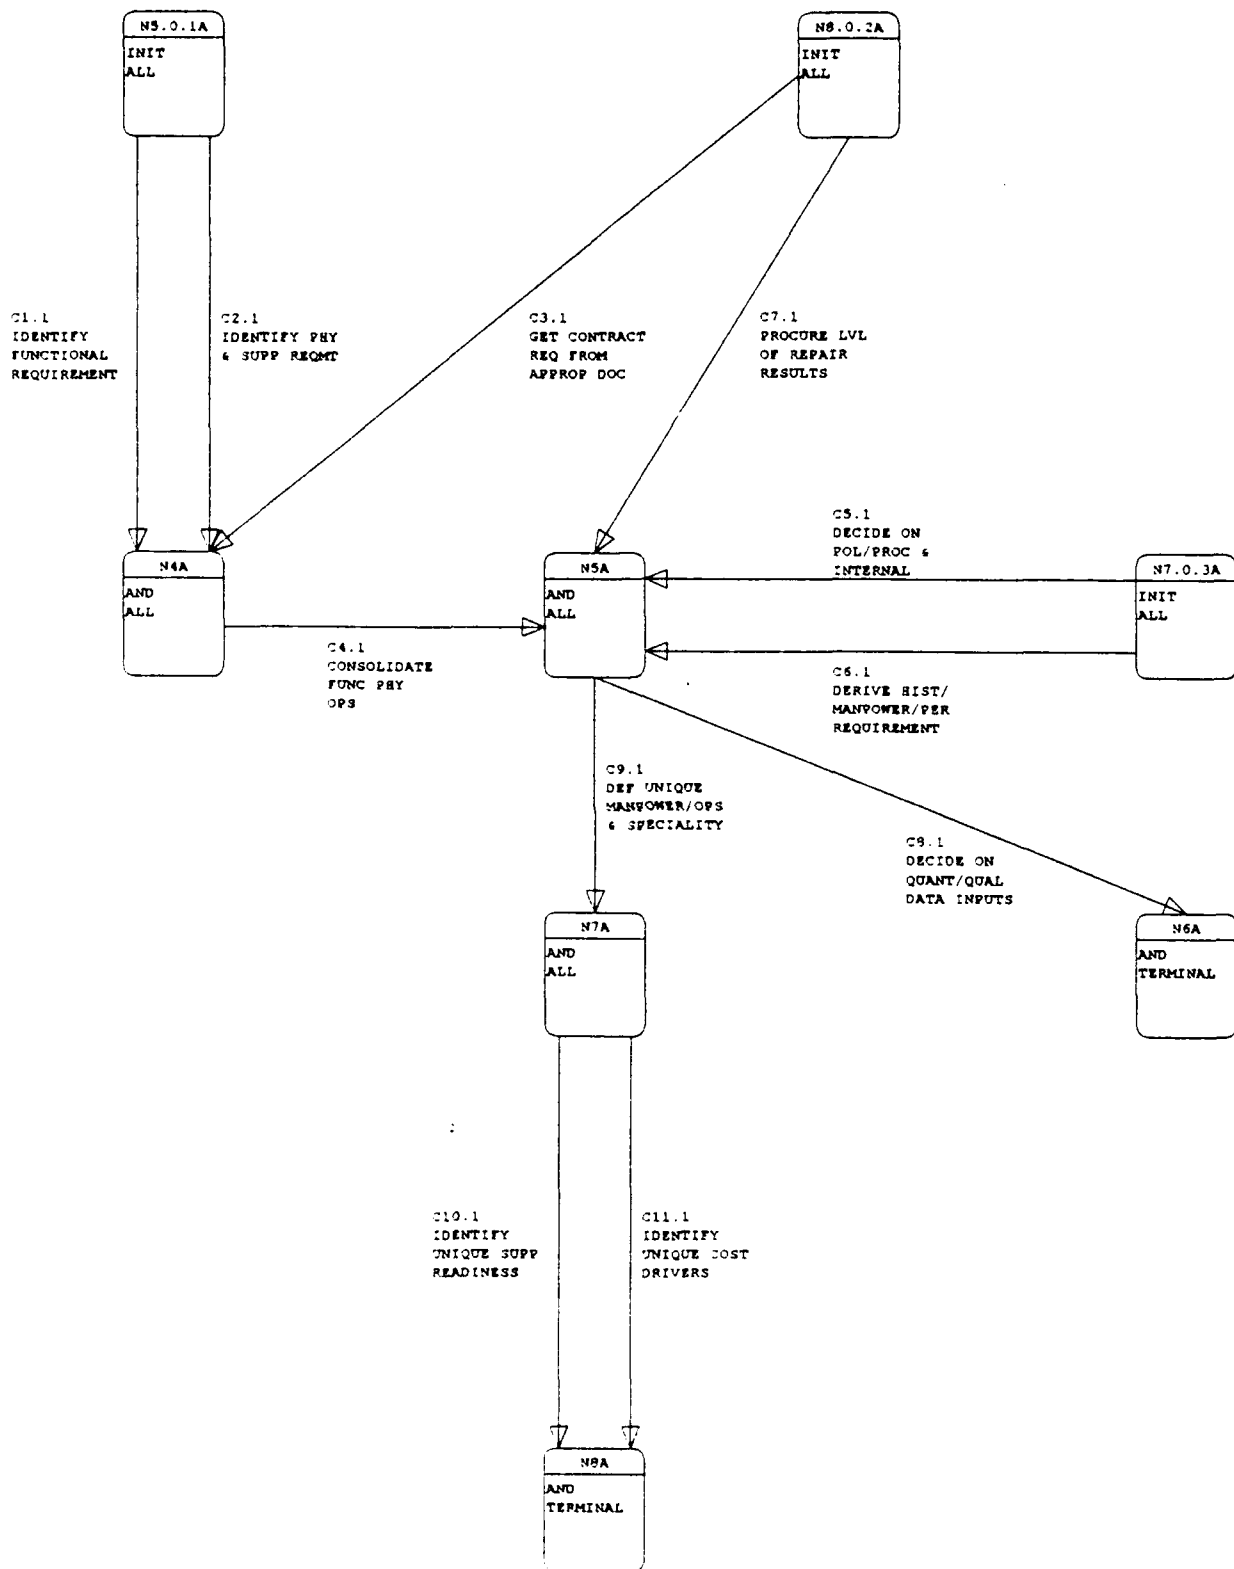 N5.0.1A
INIT
ALL
N8.0.2A
INIT
ALL
C1.1
IDENTIFY
FUNCTIONAL
REQUIREMENT
C2.1
IDENTIFY PHY
& SUPP REQMT
C3.1
GET CONTRACT
REQ FROM
APPROP DOC
C7.1
PROCURE LVL
OF REPAIR
RESULTS
N4A
AND
ALL
N5A
AND
ALL
C5.1
DECIDE ON
POL/PROC &
INTERNAL
N7.0.3A
INIT
ALL
C4.1
CONSOLIDATE
FUNC PHY
OPS
C6.1
DERIVE HIST/
MANPOWER/PER
REQUIREMENT
C9.1
DEF UNIQUE
MANPOWER/OPS
& SPECIALITY
C8.1
DECIDE ON
QUANT/QUAL
DATA INPUTS
N7A
AND
ALL
N6A
AND
TERMINAL
C10.1
IDENTIFY
UNIQUE SUPP
READINESS
C11.1
IDENTIFY
UNIQUE COST
DRIVERS
N8A
AND
TERMINAL